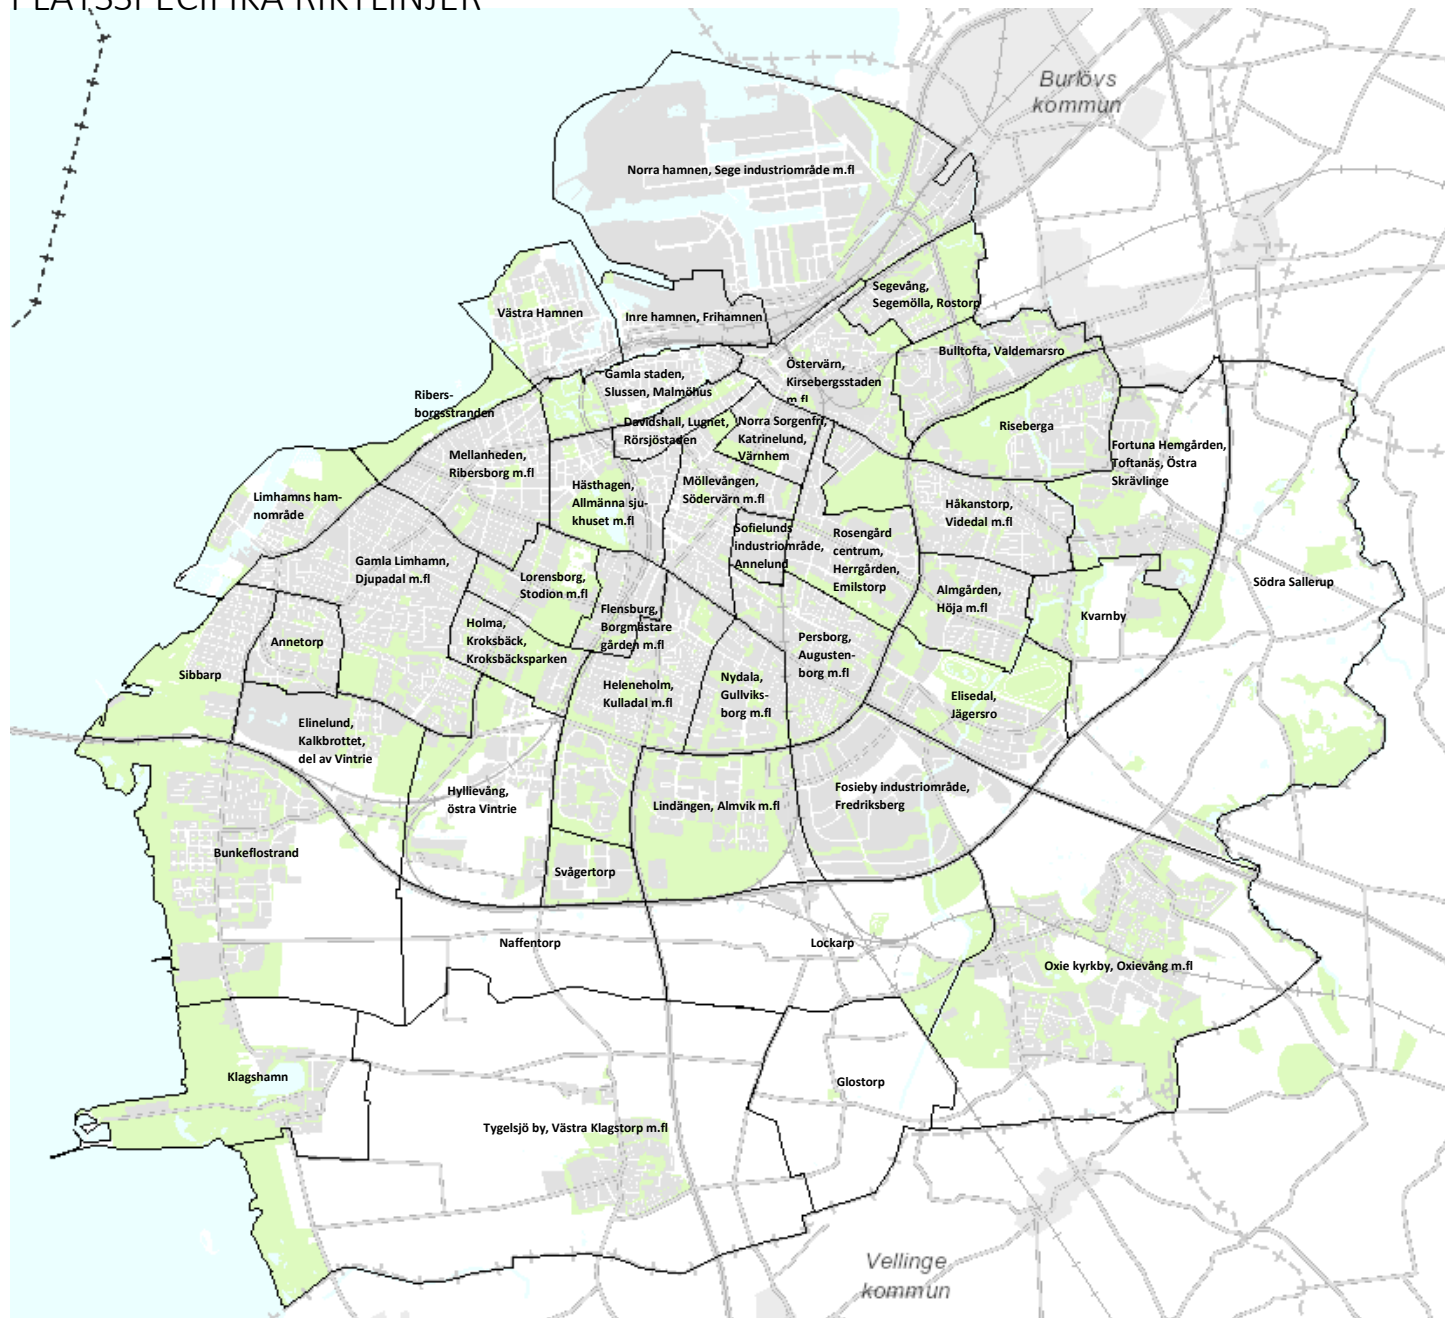 PLATSSPECIFIKA RIKTLINJER
Burlövs
kommun
Norra hamnen, Sege industriområde m.fl
Segevång,
Segemölla, Rostorp
Västra Hamnen
Inre hamnen, Frihamnen
Bulltofta, Valdemarsro
Östervärn,
Kirsebergsstaden
m fl
Gamla staden,
Slussen, Malmöhus
Ribers-
borgsstranden
Davidshall, Lugnet,
Rörsjöstaden
Norra Sorgenfri,
Katrinelund,
Värnhem
Riseberga
Fortuna Hemgården,
Toftanäs, Östra
Skrävlinge
Mellanheden,
Ribersborg m.fl
Hästhagen,
Allmänna sju-
khuset m.fl
Möllevången,
Södervärn m.fl
Limhamns ham-
nområde
Håkanstorp,
Videdal m.fl
Sofielunds
industriområde,
Annelund
Rosengård
centrum,
Herrgården,
Emilstorp
Gamla Limhamn,
Djupadal m.fl
Lorensborg,
Stodion m.fl
Almgården,
Höja m.fl
Södra Sallerup
Kvarnby
Flensburg,
Borgmästare
gården m.fl
Holma,
Kroksbäck,
Kroksbäcksparken
Annetorp
Sibbarp
Persborg,
Augusten-
borg m.fl
Heleneholm,
Kulladal m.fl
Nydala,
Gullviks-
borg m.fl
Elisedal,
Jägersro
Elinelund,
Kalkbrottet,
del av Vintrie
Hyllievång,
östra Vintrie
Lindängen, Almvik m.fl
Fosieby industriområde,
Fredriksberg
Bunkeflostrand
Svågertorp
Naffentorp
Lockarp
Oxie kyrkby, Oxievång m.fl
Klagshamn
Glostorp
Tygelsjö by, Västra Klagstorp m.fl
Vellinge
kommun